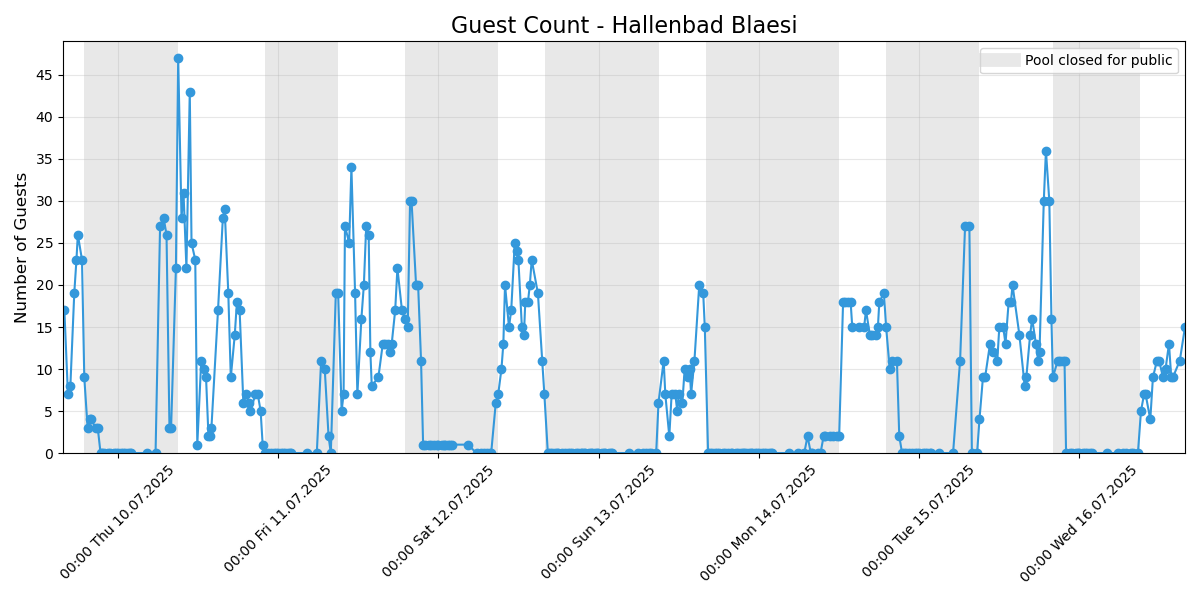 Guest Count - Hallenbad Blaesi
Pool closed for public
Number of Guests
45
40
35
30
25
20
15
10
5
0
00:00 Thu 10.07.2025
00:00 Fri 11.07.2025
00:00 Sat 12.07.2025
00:00 Sun 13.07.2025
00:00 Mon 14.07.2025
00:00 Tue 15.07.2025
00:00 Wed 16.07.2025